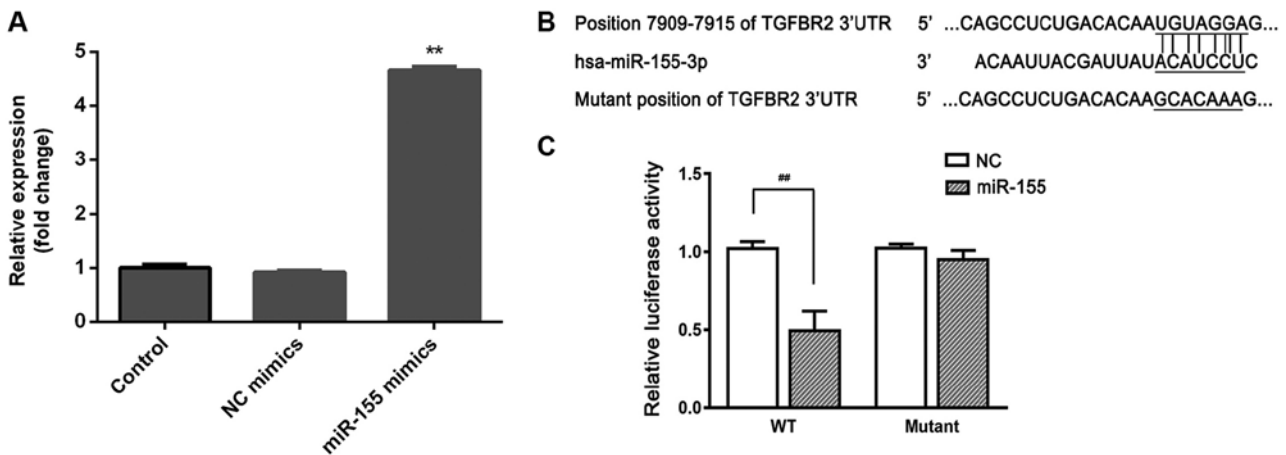 A
Relative expression
(fold change)
5
4
3
2
1
0
**
Control
NC mimics
miR-155 mimics
B
Position 7909-7915 of TGFBR2 3'UTR 5' ...CAGCCUCUGACACAAUGUAGGAG...
hsa-miR-155-3p 3' ACAAUUACGAUUAUACAUCCUC
Mutant position of TGFBR2 3'UTR 5' ...CAGCCUCUGACACAAGCACAAAG...
C
NC
miR-155
Relative luciferase activity
1.5
1.0
0.5
0.0
##
WT
Mutant